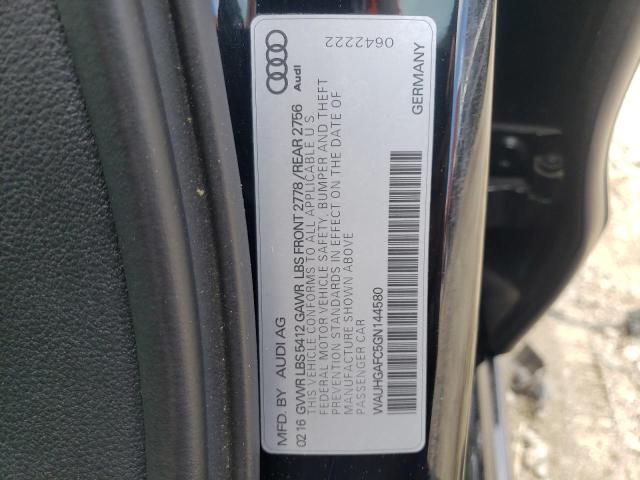 MFD. BY AUDI AG
Audi
02 16 GVWR LBS 5412 GAWR LBS FRONT 2778 / REAR 2756
THIS VEHICLE CONFORMS TO ALL APPLICABLE U.S.
FEDERAL MOTOR VEHICLE SAFETY, BUMPER AND THEFT
PREVENTION STANDARDS IN EFFECT ON THE DATE OF
MANUFACTURE SHOWN ABOVE
PASSENGER CAR
WAUHGAFC5GN144580
GERMANY
0642222